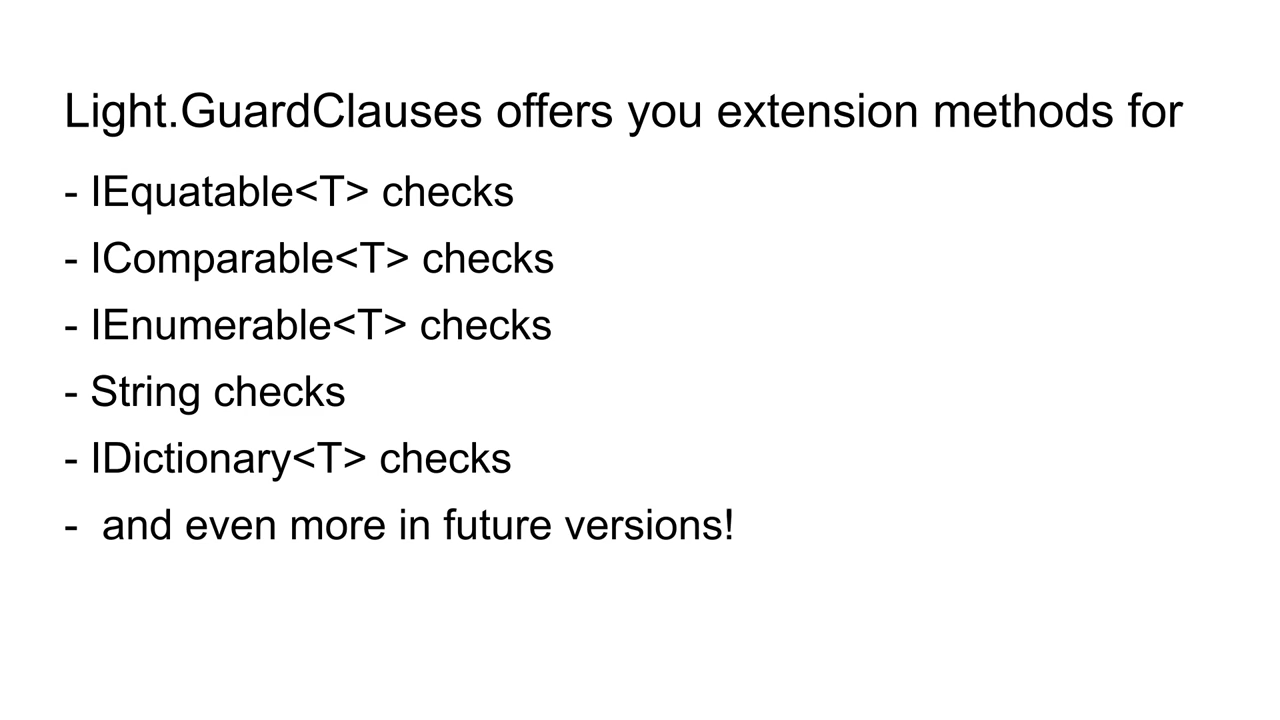 Light.GuardClauses offers you extension methods for
- IEquatable<T> checks
- IComparable<T> checks
- IEnumerable<T> checks
- String checks
- IDictionary<T> checks
-  and even more in future versions!